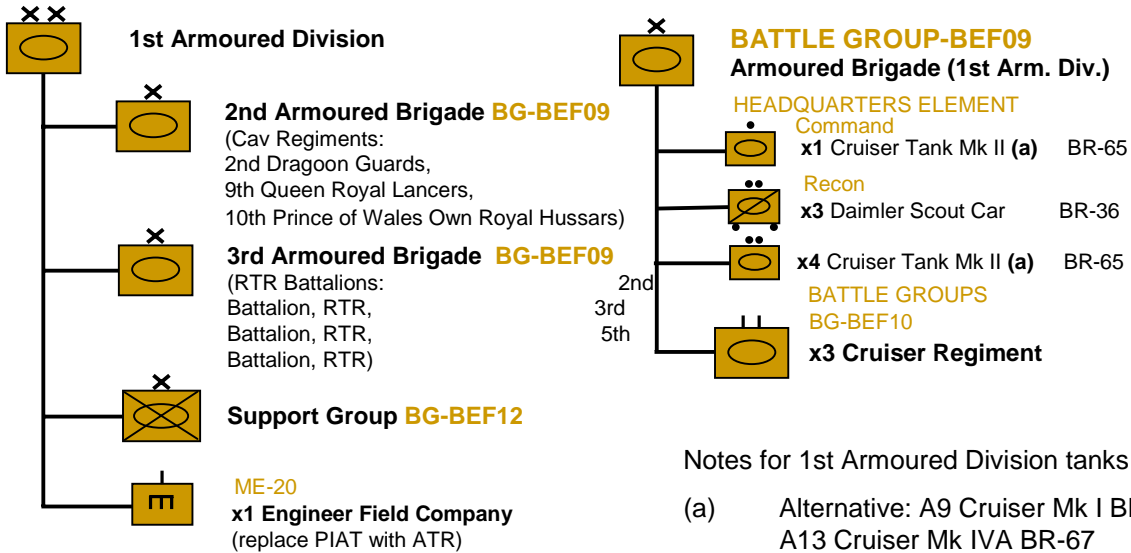 1st Armoured Division
2nd Armoured Brigade BG-BEF09
(Cav Regiments:
2nd Dragoon Guards,
9th Queen Royal Lancers,
10th Prince of Wales Own Royal Hussars)
3rd Armoured Brigade BG-BEF09
(RTR Battalions: 2nd
Battalion, RTR, 3rd
Battalion, RTR, 5th
Battalion, RTR)
Support Group BG-BEF12
ME-20
x1 Engineer Field Company
(replace PIAT with ATR)
BATTLE GROUP-BEF09
Armoured Brigade (1st Arm. Div.)
HEADQUARTERS ELEMENT
Command
x1 Cruiser Tank Mk II (a) BR-65
Recon
x3 Daimler Scout Car BR-36
x4 Cruiser Tank Mk II (a) BR-65
BATTLE GROUPS
BG-BEF10
x3 Cruiser Regiment
Notes for 1st Armoured Division tanks
(a) Alternative: A9 Cruiser Mk I
A13 Cruiser Mk IVA BR-67